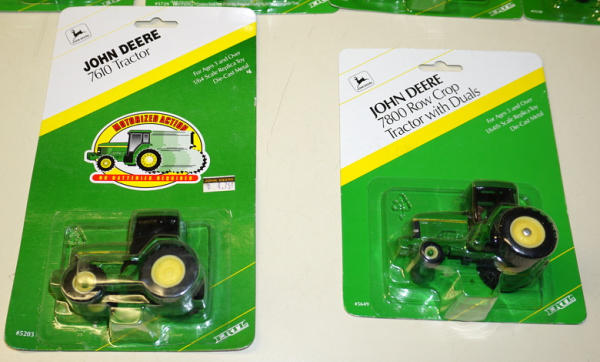 JOHN DEERE
7610 Tractor
For Ages 3 and Over
1/64 Scale Replica Toy
Die-Cast Metal
MOTORIZED ACTION
NO BATTERIES REQUIRED
#5203
ERTL
JOHN DEERE
7800 Row Crop
Tractor with Duals
For Ages 3 and Over
1/64th Scale Replica Toy
Die-Cast Metal
#5649
ERTL